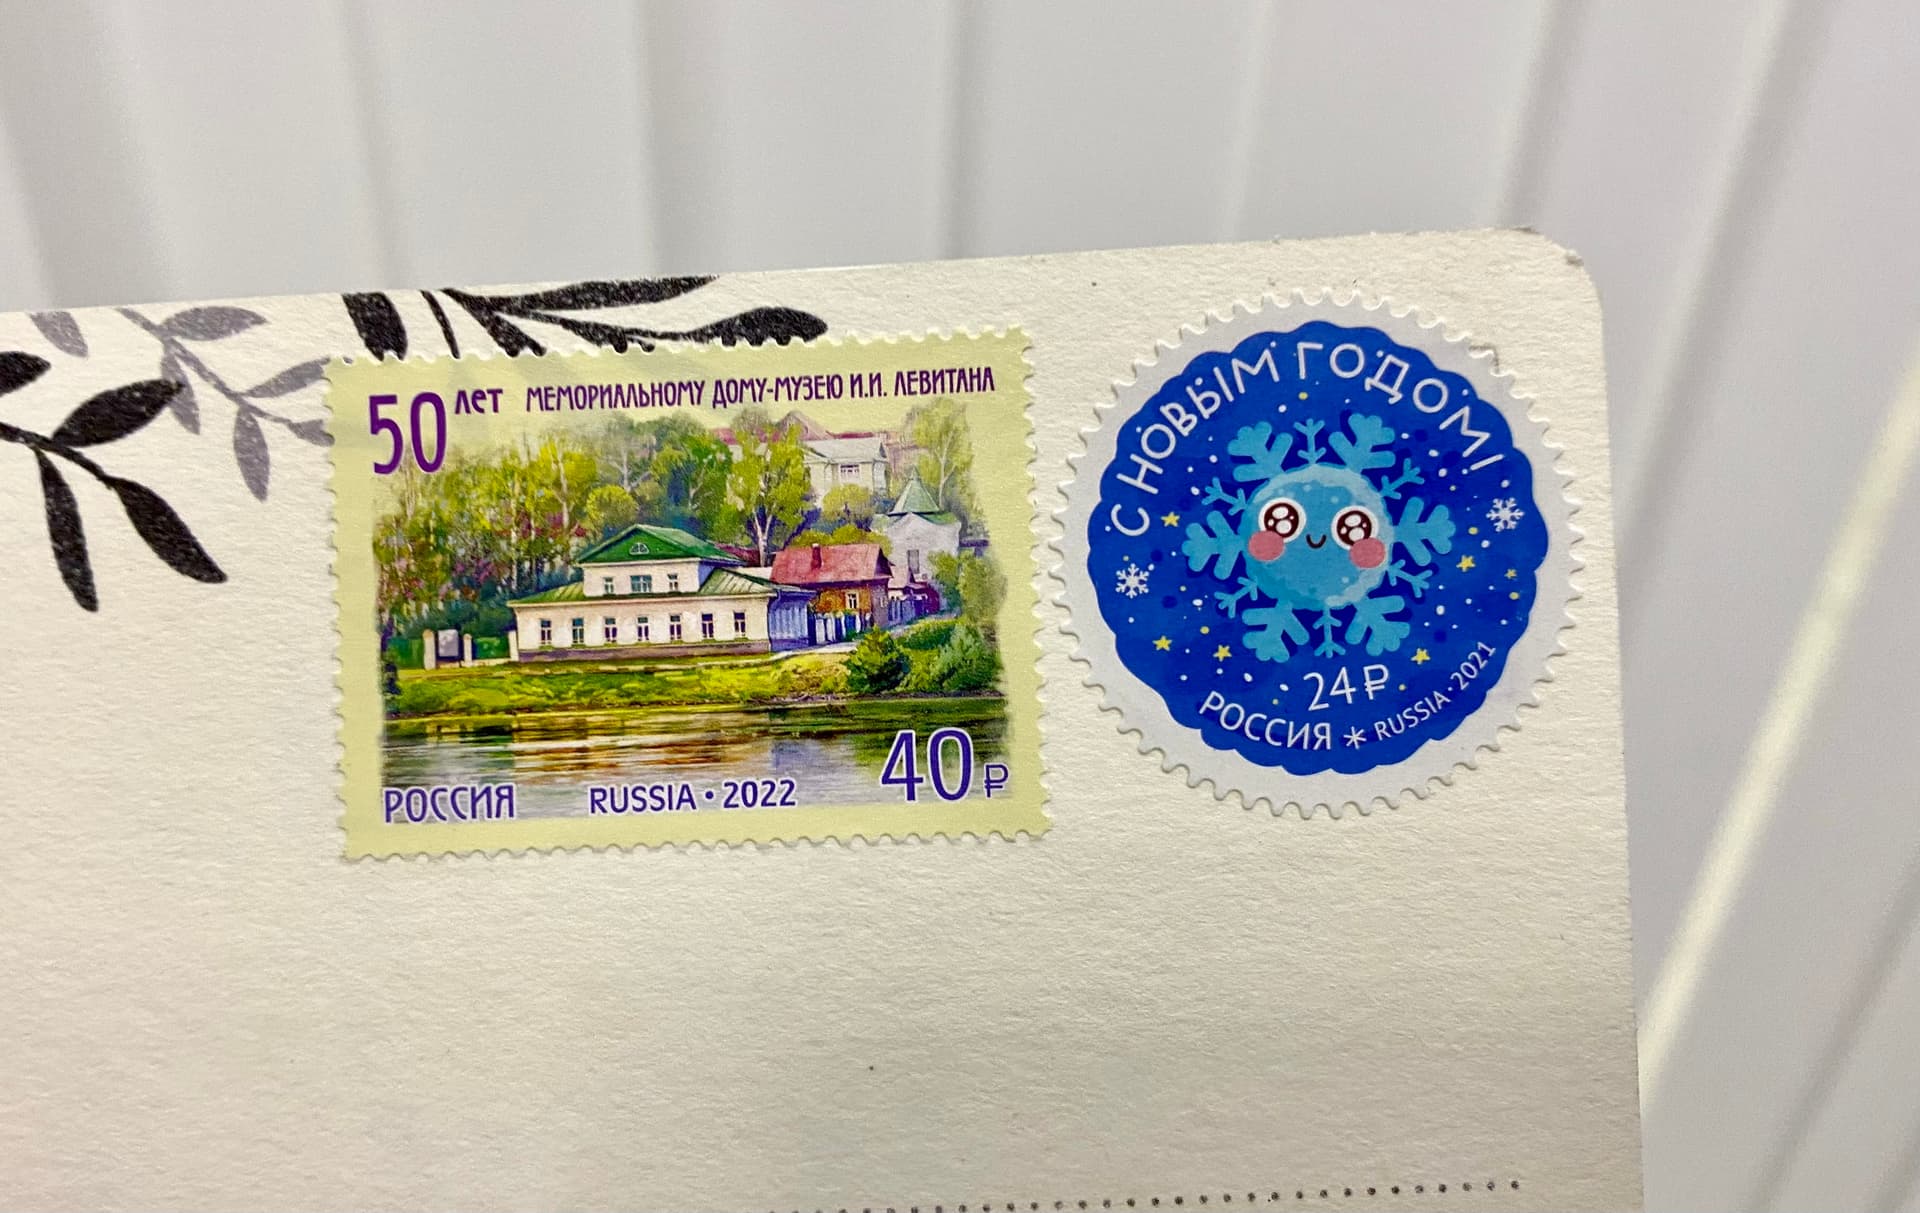 50 лет МЕМОРИАЛЬНОМУ ДОМУ-МУЗЕЮ И.И. ЛЕВИТАНА
РОССИЯ RUSSIA • 2022 40₽
С НОВЫМ ГОДОМ!
24₽
РОССИЯ * RUSSIA • 2021